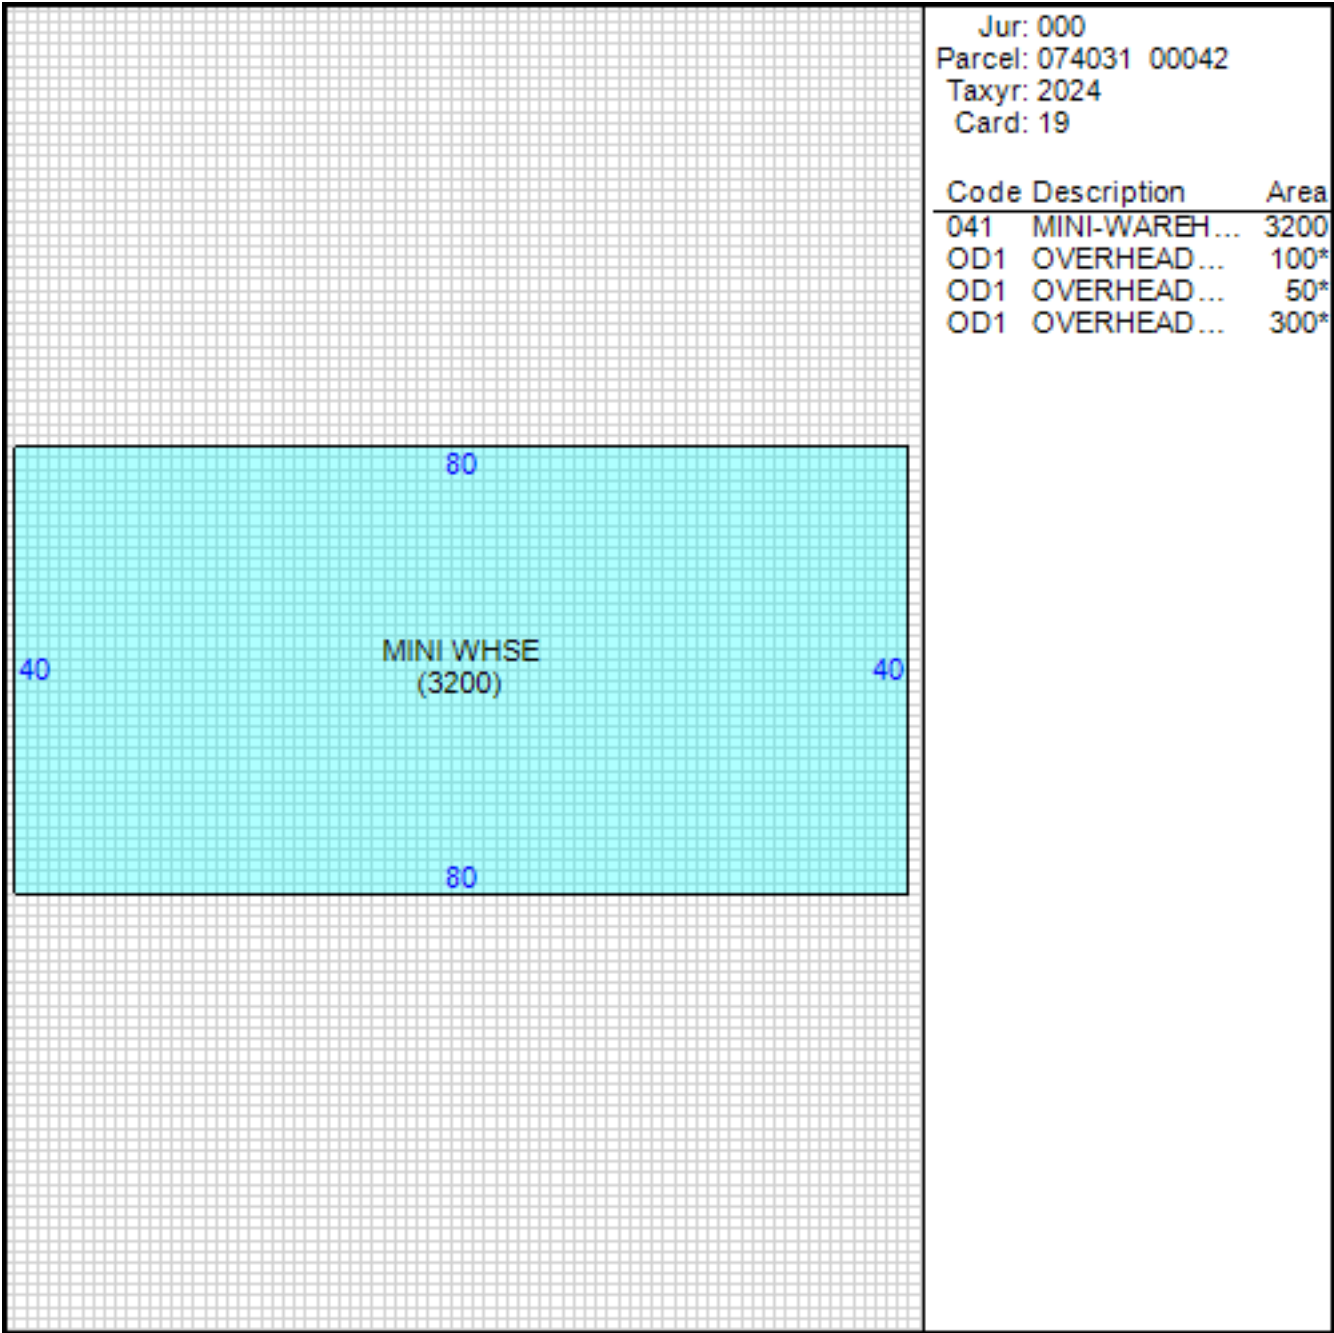 Jur: 000
Parcel: 074031 00042
Taxyr: 2024
Card: 19
Code Description Area
041 MINI-WAREH... 3200
OD1 OVERHEAD... 100*
OD1 OVERHEAD... 50*
OD1 OVERHEAD... 300*
80
MINI WHSE
40 40
(3200)
80